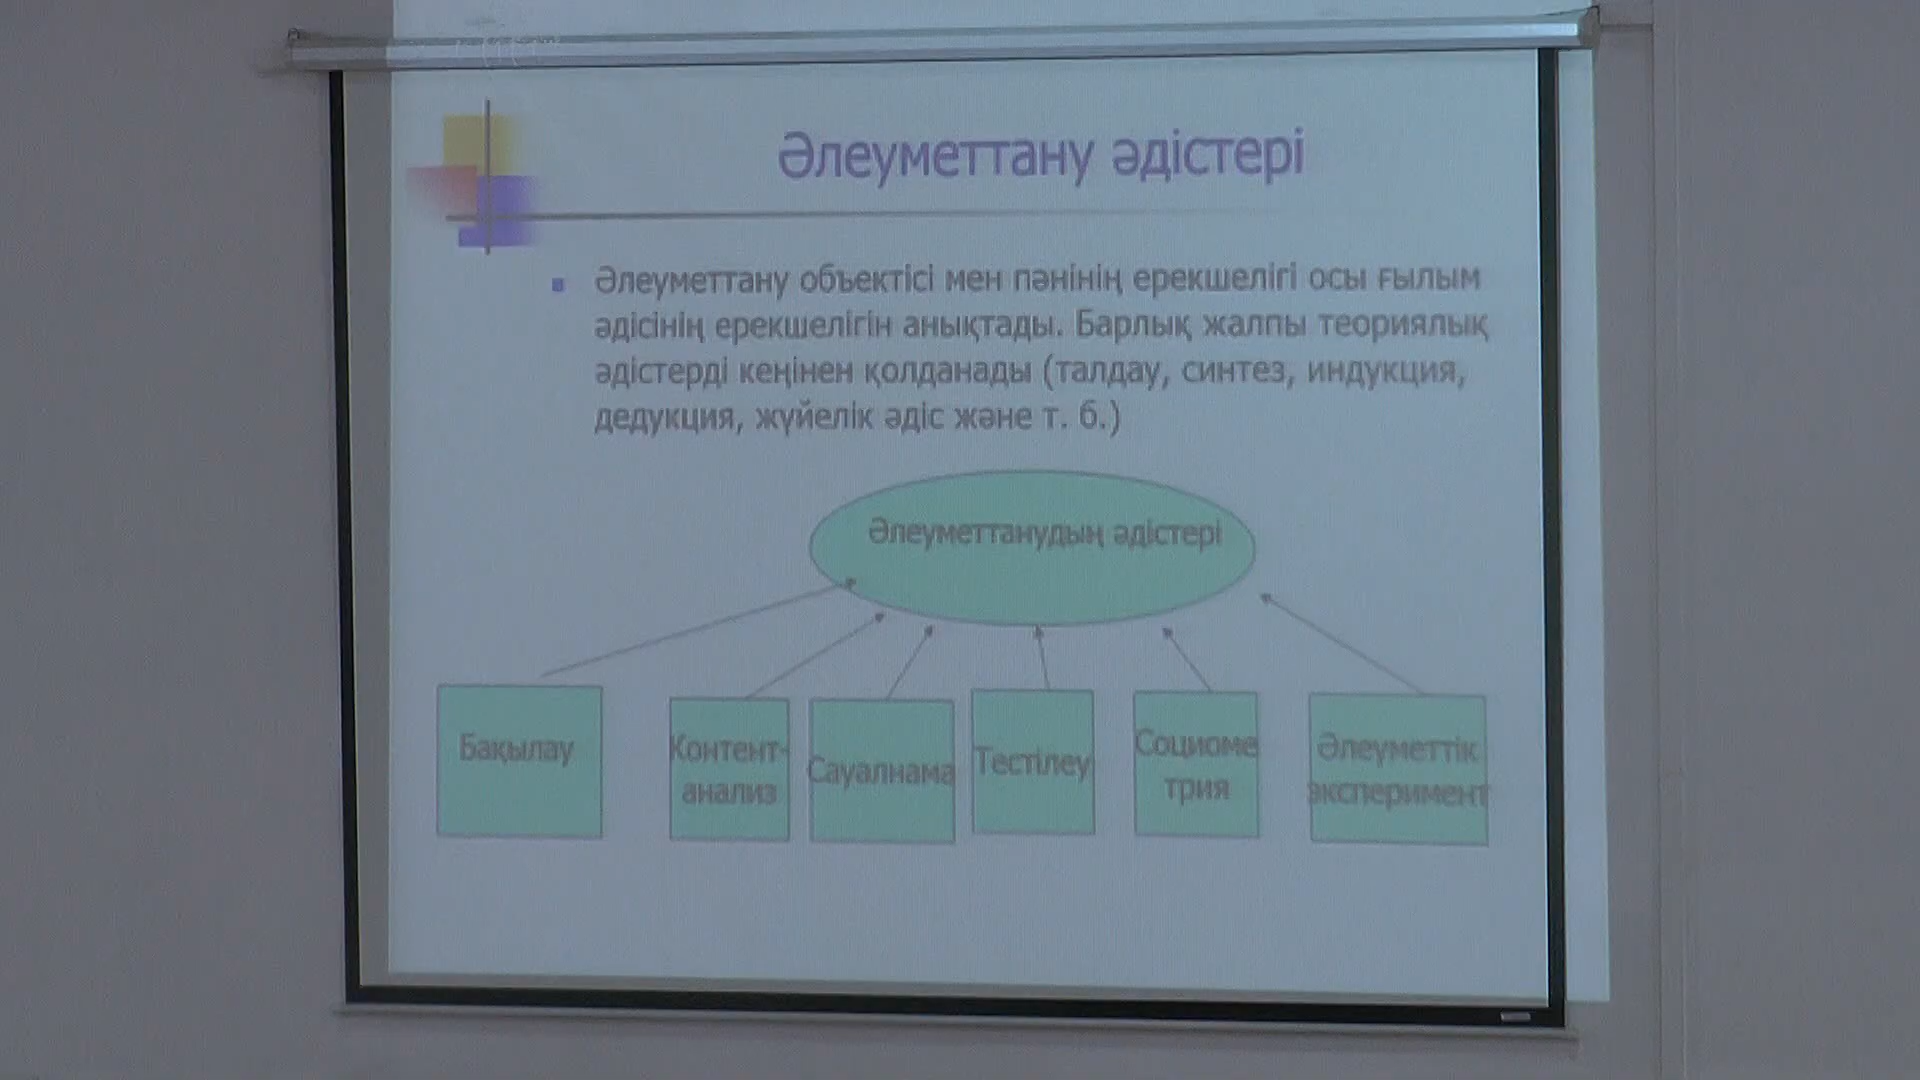 Әлеуметтану әдістері
Әлеуметтану объектісі мен пәнінің ерекшелігі осы ғылым
әдісінің ерекшелігін анықтады. Барлық жалпы теориялық
әдістерді кеңінен қолданады (талдау, синтез, индукция,
дедукция, жүйелік әдіс және т. б.)
Әлеуметтанудың әдістері
Бақылау
Контент-
анализ
Сауалнама
Тестілеу
Социоме
трия
Әлеуметтік
эксперимент